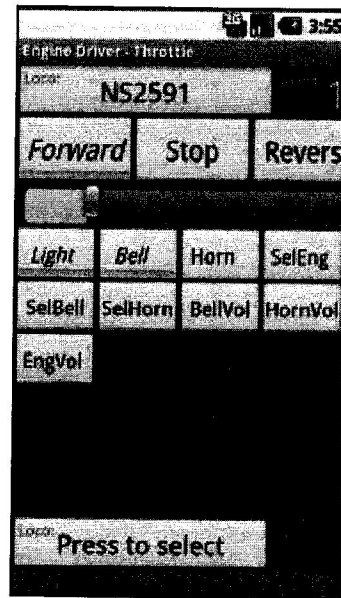 3:55
Engine Driver - Throttle
Loco:
NS2591
Forward Stop Revers
Light Bell Horn SelEng
SelBell SelHorn BellVol HornVol
EngVol
Loco:
Press to select